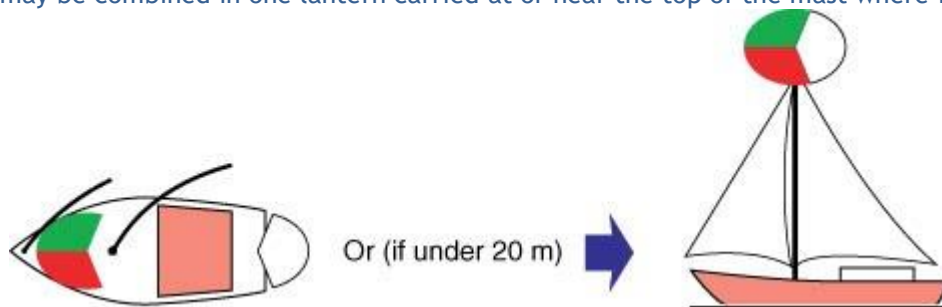 may be combined in one lantern carried at or near the top of the mast where
Or (if under 20 m)